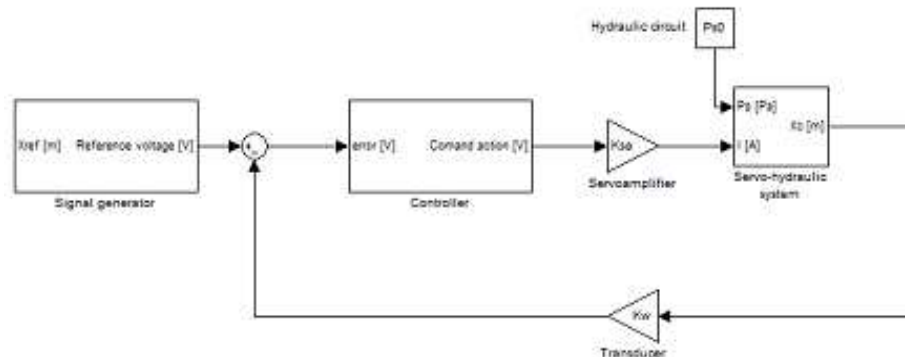 Hydraulic circuit
Ps0
Xref [m]
Reference voltage [V]
Signal generator
error [V]
Comand action [V]
Controller
Ksa
Servoamplifier
Ps [Pa]
I [A]
Xc [m]
Servo-hydraulic
system
Kw
Transducer